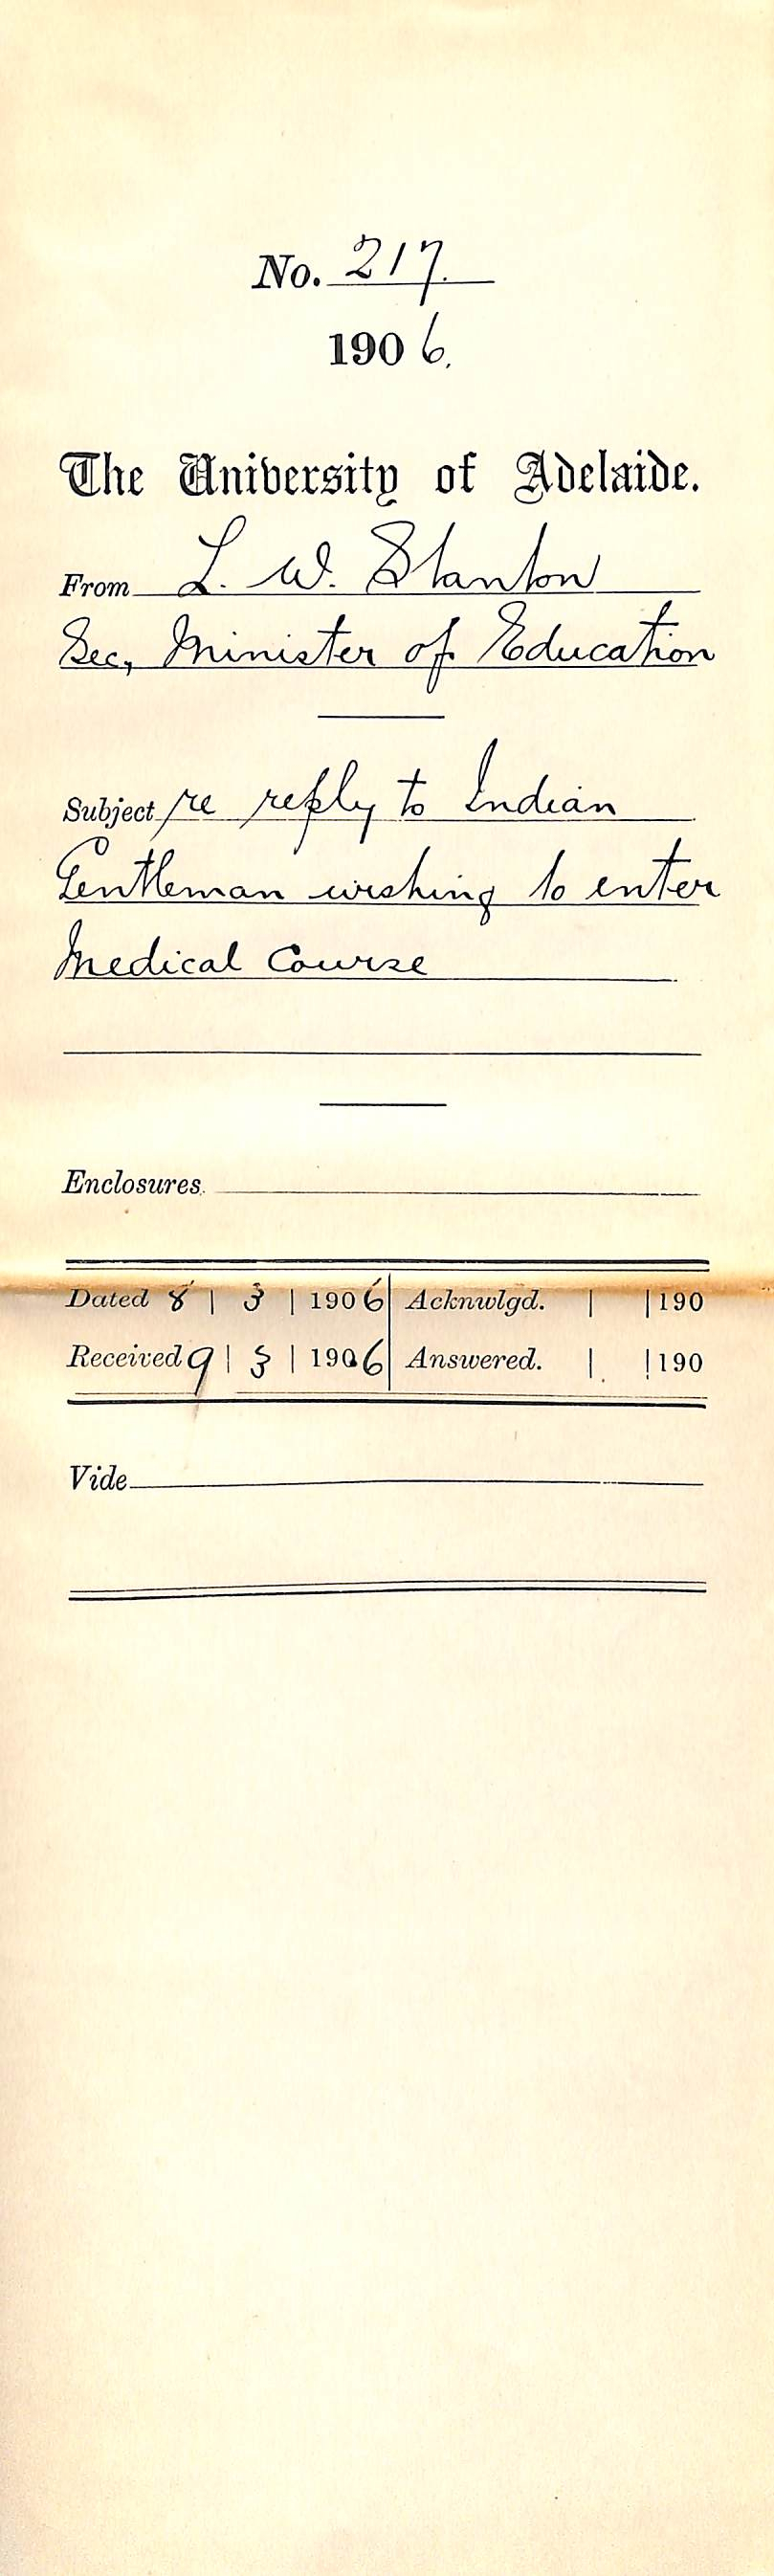 No. 217.
1906.
The University of Adelaide.
From L. W. Stanton
Sec, Minister of Education
Subject re reply to Indian
Gentleman wishing to enter
Medical Course
Enclosures.
Dated 8 | 3 | 1906 Acknwlgd. | | 190
Received 9 | 3 | 1906 Answered. | | 190
Vide